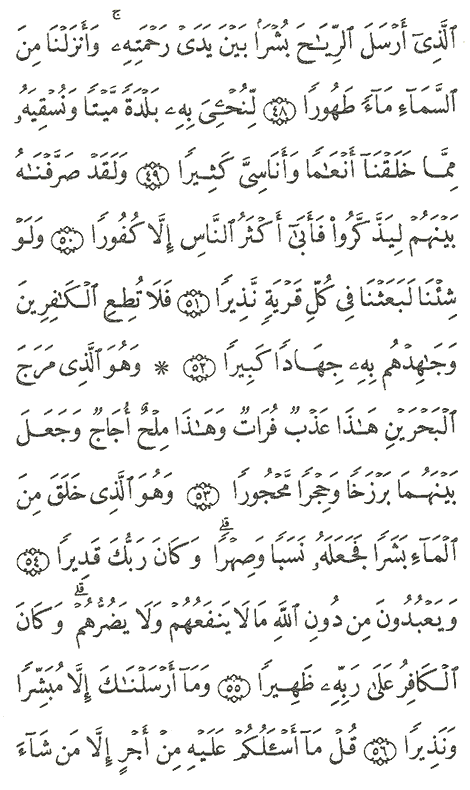 ٱلَّذِىٓ أَرۡسَلَ ٱلرِّيَـٰحَ بُشۡرَۢا بَيۡنَ يَدَىۡ رَحۡمَتِهِۦۚ وَأَنزَلۡنَا مِنَ
ٱلسَّمَآءِ مَآءً طَهُورًا ﴿٤٨﴾ لِّنُحۡـِۧىَ بِهِۦ بَلۡدَةً مَّيۡتًا وَنُسۡقِيَهُۥ
مِمَّا خَلَقۡنَآ أَنۡعَـٰمًا وَأَنَاسِىَّ كَثِيرًا ﴿٤٩﴾ وَلَقَدۡ صَرَّفۡنَـٰهُ
بَيۡنَهُمۡ لِيَذَّكَّرُواْ فَأَبَىٰٓ أَكۡثَرُ ٱلنَّاسِ إِلَّا كُفُورًا ﴿٥٠﴾ وَلَوۡ
شِئۡنَا لَبَعَثۡنَا فِى كُلِّ قَرۡيَةٍ نَّذِيرًا ﴿٥١﴾ فَلَا تُطِعِ ٱلۡكَـٰفِرِينَ
وَجَـٰهِدۡهُم بِهِۦ جِهَادًا كَبِيرًا ﴿٥٢﴾ * وَهُوَ ٱلَّذِى مَرَجَ
ٱلۡبَحۡرَيۡنِ هَـٰذَا عَذۡبٌ فُرَاتٌ وَهَـٰذَا مِلۡحٌ أُجَاجٌ وَجَعَلَ
بَيۡنَهُمَا بَرۡزَخًا وَحِجۡرًا مَّحۡجُورًا ﴿٥٣﴾ وَهُوَ ٱلَّذِى خَلَقَ مِنَ
ٱلۡمَآءِ بَشَرًا فَجَعَلَهُۥ نَسَبًا وَصِهۡرًاۗ وَكَانَ رَبُّكَ قَدِيرًا ﴿٥٤﴾
وَيَعۡبُدُونَ مِن دُونِ ٱللَّهِ مَا لَا يَنفَعُهُمۡ وَلَا يَضُرُّهُمۡۗ وَكَانَ
ٱلۡكَافِرُ عَلَىٰ رَبِّهِۦ ظَهِيرًا ﴿٥٥﴾ وَمَآ أَرۡسَلۡنَـٰكَ إِلَّا مُبَشِّرًا
وَنَذِيرًا ﴿٥٦﴾ قُلۡ مَآ أَسۡـَٔلُكُمۡ عَلَيۡهِ مِنۡ أَجۡرٍ إِلَّا مَن شَآءَ